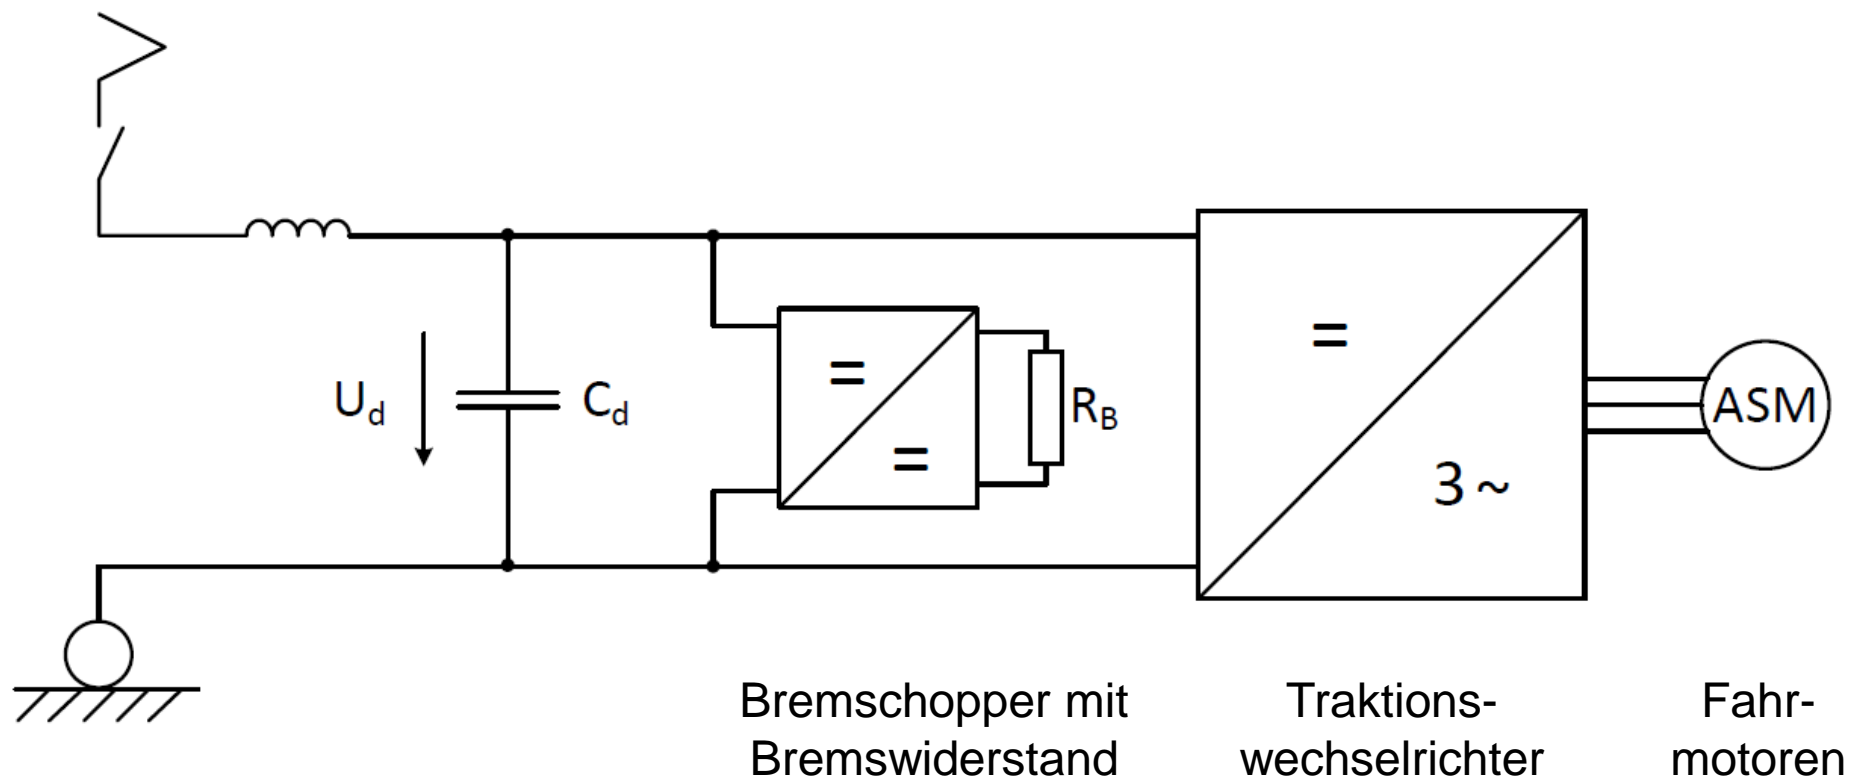 =
=
3 ~
U_d
C_d
=
R_B
ASM
Bremschopper mit
Bremswiderstand
Traktions-
wechselrichter
Fahr-
motoren